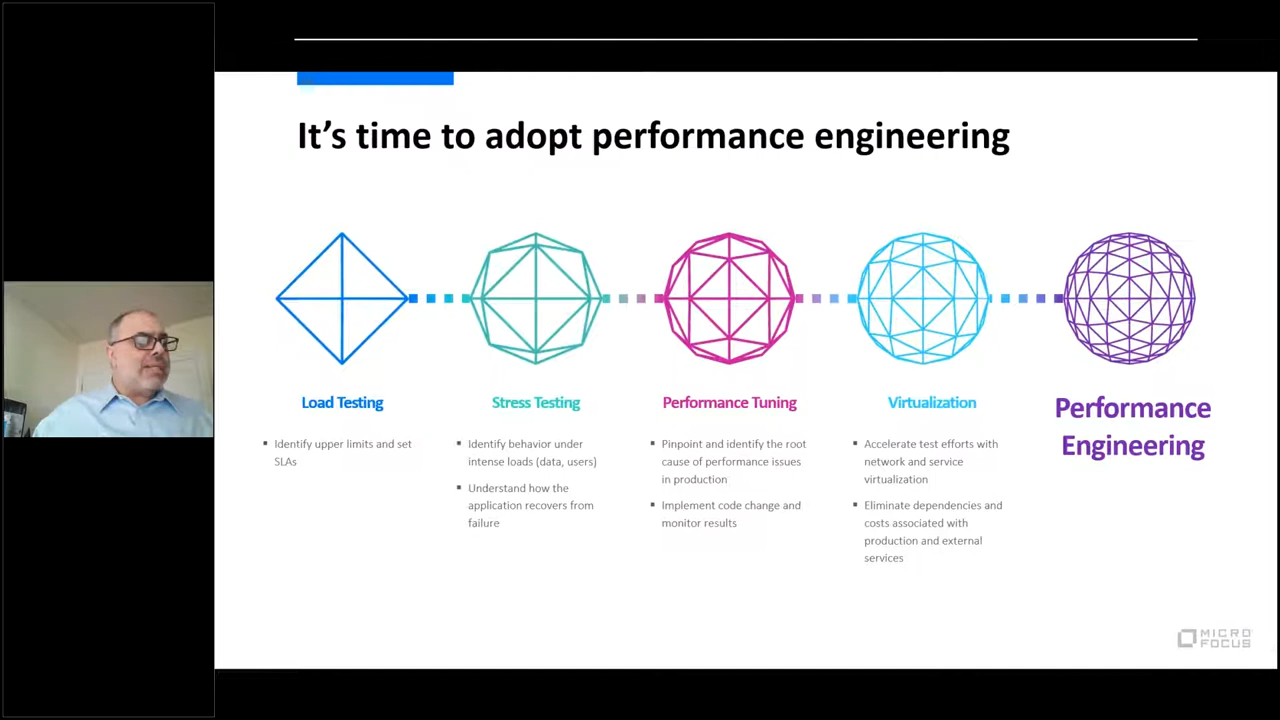 It's time to adopt performance engineering
Load Testing
▪ Identify upper limits and set
SLAs
Stress Testing
▪ Identify behavior under
intense loads (data, users)
▪ Understand how the
application recovers from
failure
Performance Tuning
▪ Pinpoint and identify the root
cause of performance issues
in production
▪ Implement code change and
monitor results
Virtualization
▪ Accelerate test efforts with
network and service
virtualization
▪ Eliminate dependencies and
costs associated with
production and external
services
Performance
Engineering
MICRO
FOCUS